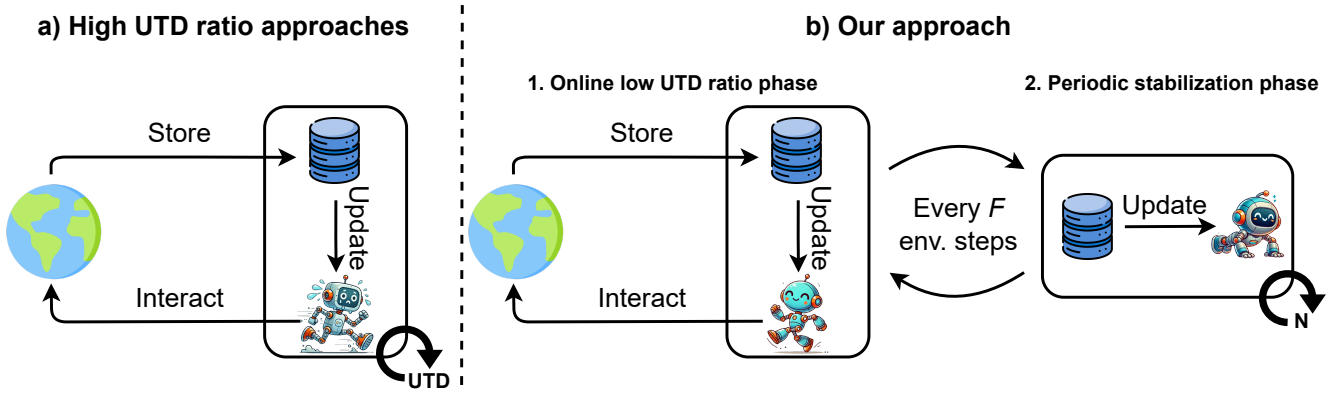 a) High UTD ratio approaches
Store
Update
Interact
UTD
b) Our approach
1. Online low UTD ratio phase
Store
Update
Interact
Every F
env. steps
2. Periodic stabilization phase
Update
N